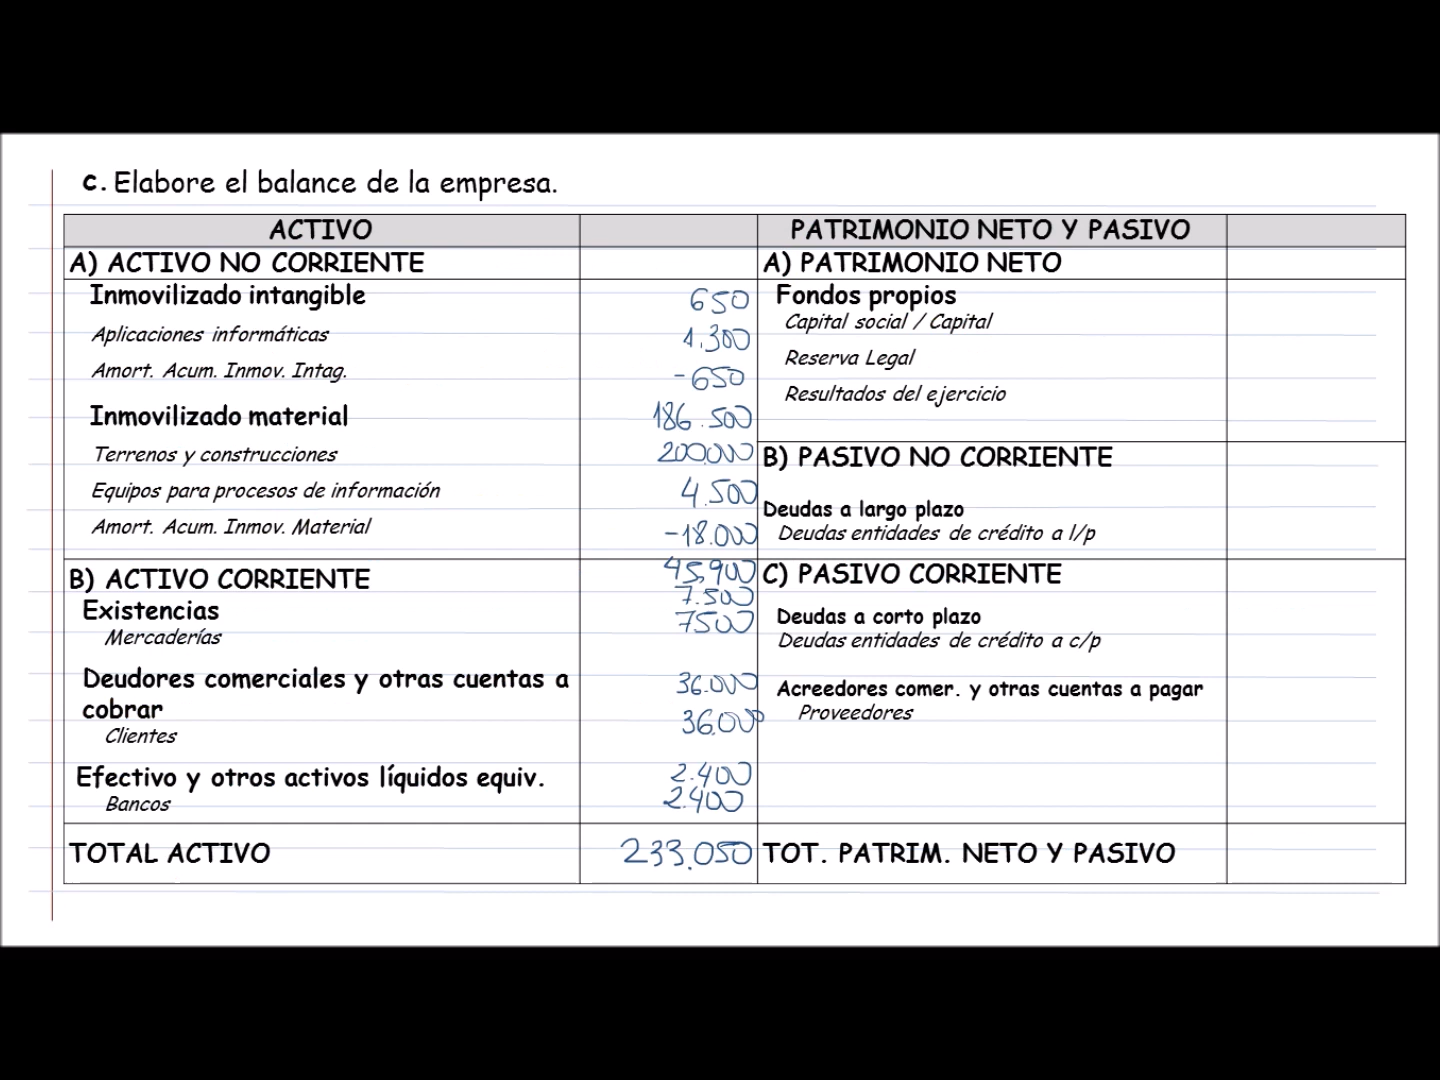 c. Elabore el balance de la empresa.
ACTIVO
A) ACTIVO NO CORRIENTE
Inmovilizado intangible 650
Aplicaciones informáticas 1.300
Amort. Acum. Inmov. Intag. -650
Inmovilizado material 186.500
Terrenos y construcciones 200.000
Equipos para procesos de información 4.500
Amort. Acum. Inmov. Material -18.000
B) ACTIVO CORRIENTE 45.900
Existencias 7.500
Mercaderías 7500
Deudores comerciales y otras cuentas a
cobrar 36.000
Clientes 36.000
Efectivo y otros activos líquidos equiv. 2.400
Bancos 2.400
TOTAL ACTIVO 233.050
PATRIMONIO NETO Y PASIVO
A) PATRIMONIO NETO
Fondos propios
Capital social / Capital
Reserva Legal
Resultados del ejercicio
B) PASIVO NO CORRIENTE
Deudas a largo plazo
Deudas entidades de crédito a l/p
C) PASIVO CORRIENTE
Deudas a corto plazo
Deudas entidades de crédito a c/p
Acreedores comer. y otras cuentas a pagar
Proveedores
TOT. PATRIM. NETO Y PASIVO